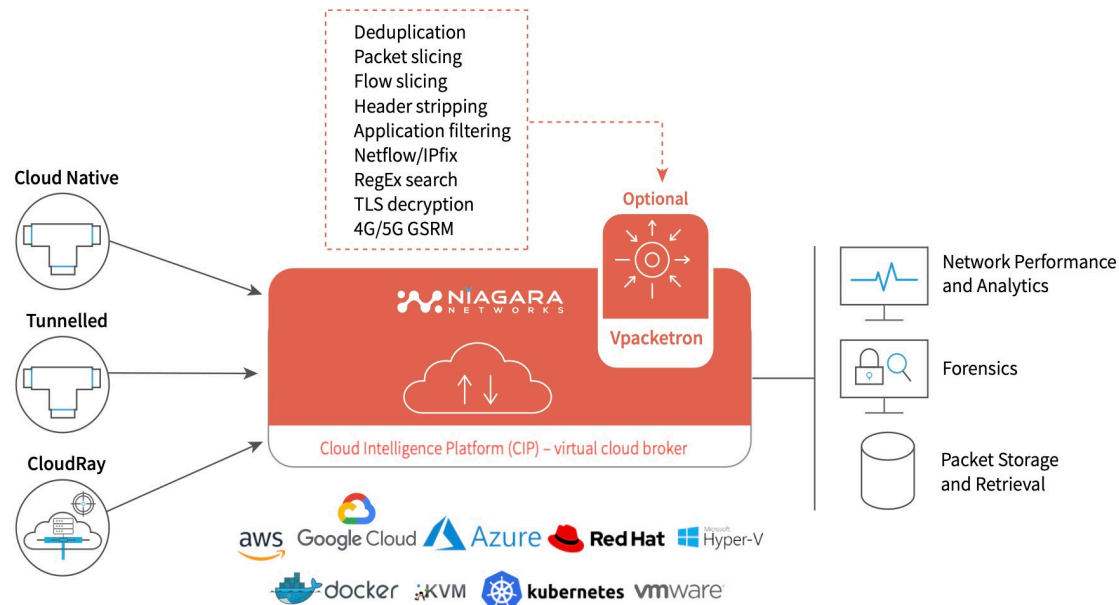 Deduplication
Packet slicing
Flow slicing
Header stripping
Application filtering
Netflow/IPfix
RegEx search
TLS decryption
4G/5G GSRM
Cloud Native
Tunnelled
CloudRay
Optional
Vpacketron
NIAGARA
NETWORKS
Cloud Intelligence Platform (CIP) – virtual cloud broker
Network Performance
and Analytics
Forensics
Packet Storage
and Retrieval
aws
Google Cloud
Azure
Red Hat
Microsoft
Hyper-V
docker
KVM
kubernetes
vmware